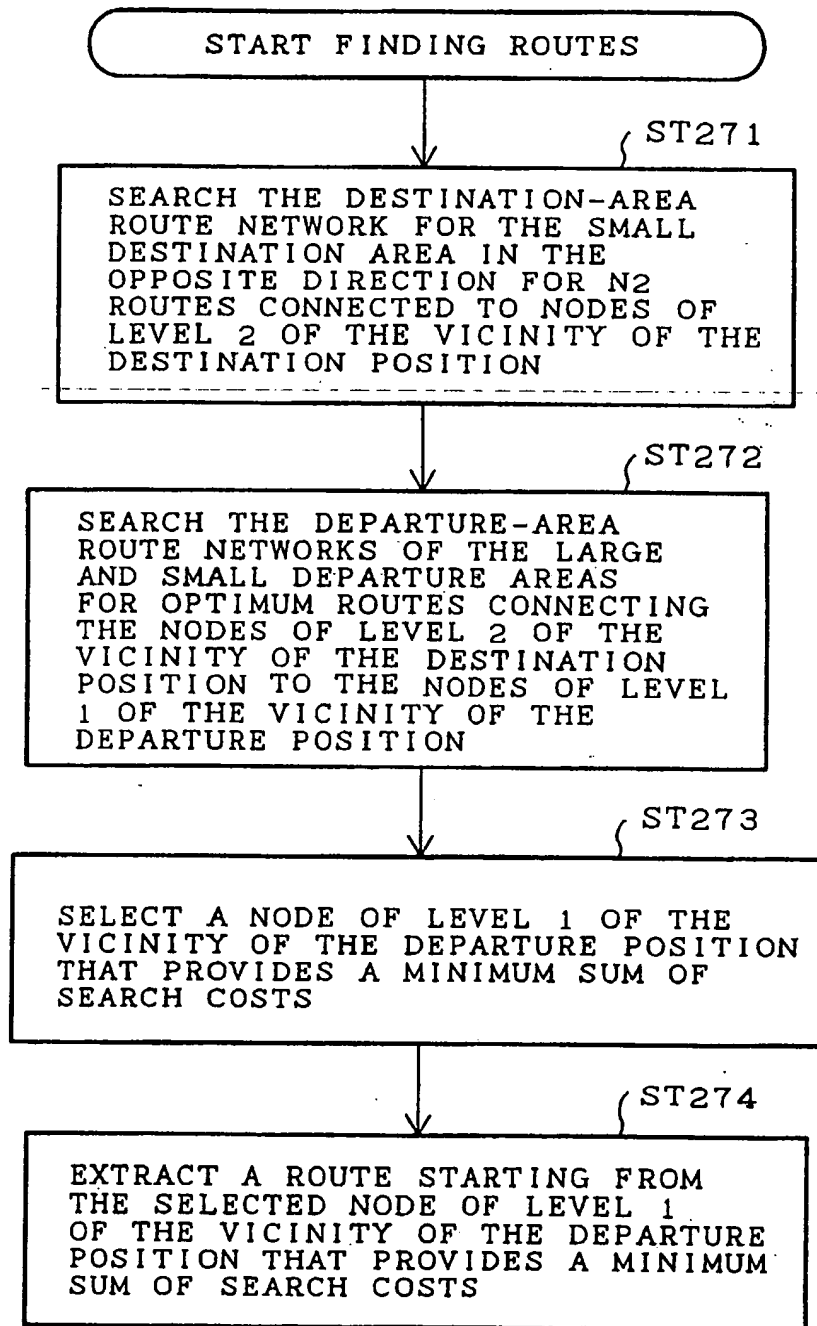 START FINDING ROUTES
ST271
SEARCH THE DESTINATION-AREA
ROUTE NETWORK FOR THE SMALL
DESTINATION AREA IN THE
OPPOSITE DIRECTION FOR N2
ROUTES CONNECTED TO NODES OF
LEVEL 2 OF THE VICINITY OF THE
DESTINATION POSITION
ST272
SEARCH THE DEPARTURE-AREA
ROUTE NETWORKS OF THE LARGE
AND SMALL DEPARTURE AREAS
FOR OPTIMUM ROUTES CONNECTING
THE NODES OF LEVEL 2 OF THE
VICINITY OF THE DESTINATION
POSITION TO THE NODES OF LEVEL
1 OF THE VICINITY OF THE
DEPARTURE POSITION
ST273
SELECT A NODE OF LEVEL 1 OF THE
VICINITY OF THE DEPARTURE POSITION
THAT PROVIDES A MINIMUM SUM OF
SEARCH COSTS
ST274
EXTRACT A ROUTE STARTING FROM
THE SELECTED NODE OF LEVEL 1
OF THE VICINITY OF THE DEPARTURE
POSITION THAT PROVIDES A MINIMUM
SUM OF SEARCH COSTS